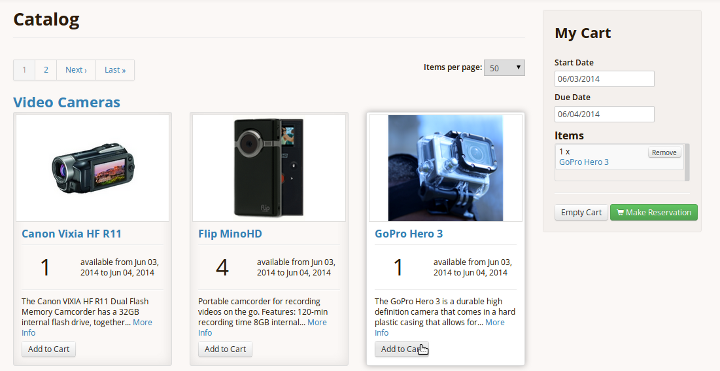 Catalog
1 2 Next › Last »
Items per page: 50
Video Cameras
Canon Vixia HF R11
1
available from Jun 03,
2014 to Jun 04, 2014
The Canon VIXIA HF R11 Dual Flash
Memory Camcorder has a 32GB
internal flash drive, together... More
Info
Add to Cart
Flip MinoHD
4
available from Jun 03,
2014 to Jun 04, 2014
Portable camcorder for recording
videos on the go. Features: 120-min
recording time 8GB internal... More
Info
Add to Cart
GoPro Hero 3
1
available from Jun 03,
2014 to Jun 04, 2014
The GoPro Hero 3 is a durable high
definition camera that comes in a hard
plastic casing that allows for... More
Info
Add to Cart
My Cart
Start Date
06/03/2014
Due Date
06/04/2014
Items
1 x Remove
GoPro Hero 3
Empty Cart Make Reservation